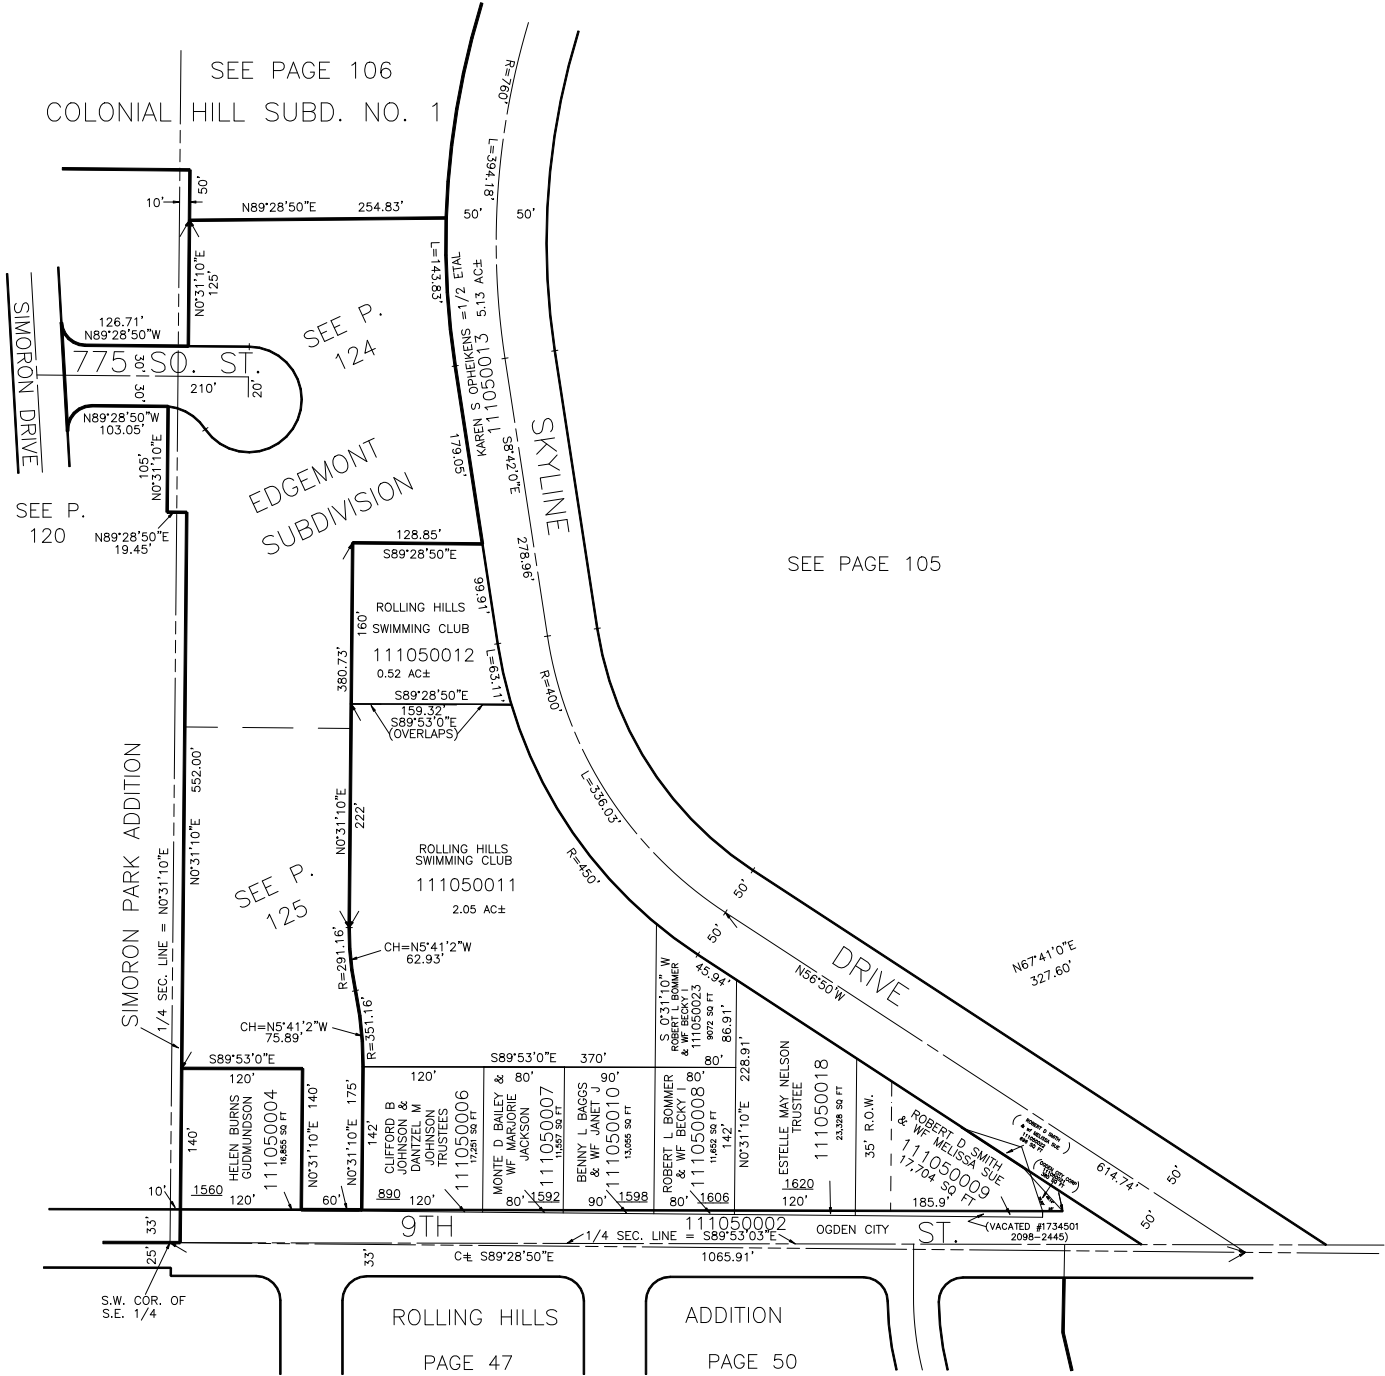 SEE PAGE 106
COLONIAL HILL SUBD. NO. 1
R=760'
L=394.18'
50'
10'
N89°28'50"E 254.83'
50' 50'
N0°31'10"E
125'
L=143.83'
KAREN S OPHEIKENS =1/2 ETAL
111050013 5.13 AC±
SEE P.
124
SIMORON DRIVE
126.71'
N89°28'50"W
775 SO. ST.
30'
30'
210'
20'
N89°28'50"W
103.05'
105'
N0°31'10"E
179.05'
S8°42'0"E
278.96'
SKYLINE
EDGEMONT
SUBDIVISION
SEE P.
120
N89°28'50"E
19.45'
128.85'
S89°28'50"E
SEE PAGE 105
99.91'
ROLLING HILLS
SWIMMING CLUB
111050012
0.52 AC±
160'
380.73'
L=63.11'
R=400'
S89°28'50"E
159.32'
S89°53'0"E
(OVERLAPS)
552.00'
N0°31'10"E
SIMORON PARK ADDITION
1/4 SEC. LINE = N0°31'10"E
N0°31'10"E
222'
L=336.03'
R=450'
ROLLING HILLS
SWIMMING CLUB
111050011
2.05 AC±
SEE P.
125
50'
50'
DRIVE
N56°50'W
N67°41'0"E
327.60'
R=291.16'
CH=N5°41'2"W
62.93'
CH=N5°41'2"W
75.89'
R=351.16'
45.94'
S 0°31'10" W
ROBERT L BOMMER
& WF BECKY I
111050023
9072 SQ FT
86.91'
80'
S89°53'0"E
120'
S89°53'0"E 370'
120'
80'
90'
80'
140'
HELEN BURNS
GUDMUNDSON
111050004
16,855 SQ FT
1560
120'
N0°31'10"E 140'
60'
N0°31'10"E 175'
142'
CLIFFORD B
JOHNSON &
DANTZEL M
JOHNSON
TRUSTEES
111050006
17,251 SQ FT
890
120'
MONTE D BAILEY &
WF MARJORIE
JACKSON
111050007
11,557 SQ FT
80'
1592
BENNY L BAGGS
& WF JANET J
111050010
13,055 SQ FT
90'
1598
ROBERT L BOMMER
& WF BECKY I
111050008
11,652 SQ FT
142'
80'
1606
N0°31'10"E 228.91'
ESTELLE MAY NELSON
TRUSTEE
111050018
23,328 SQ FT
1620
120'
35' R.O.W.
ROBERT D SMITH
& WF MELISSA SUE
111050009
17,704 SQ FT
185.9'
614.74'
50'
50'
10'
33'
25'
9TH
111050002
OGDEN CITY
ST.
(VACATED #1734501
2098-2445)
1/4 SEC. LINE = S89°53'03"E
33'
C℄ S89°28'50"E
1065.91'
S.W. COR. OF
S.E. 1/4
ROLLING HILLS ADDITION
PAGE 47 PAGE 50